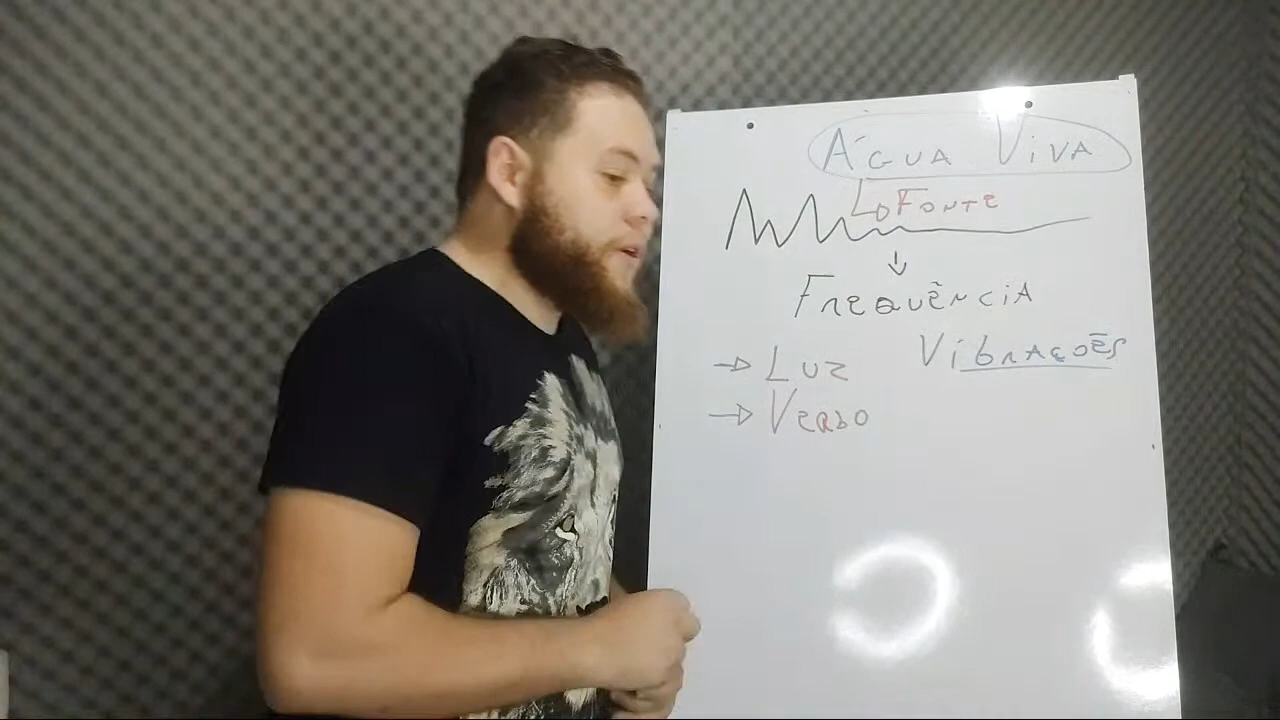 ÁGUA VIVA
FONTE
FREQUÊNCIA
VIBRAÇÕES
→ LUZ
→ VERBO